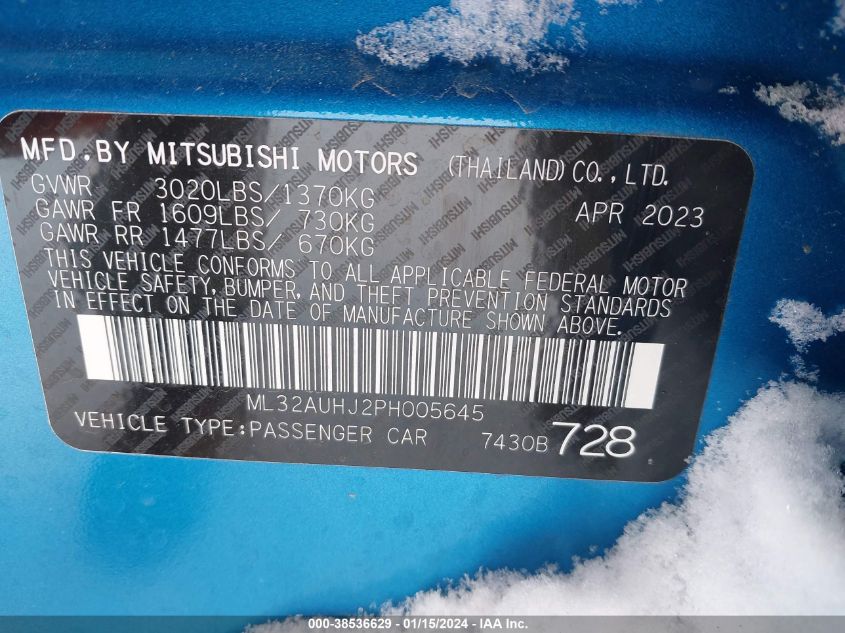 MFD.BY MITSUBISHI MOTORS (THAILAND) CO., LTD.
GVWR 3020LBS/1370KG
GAWR FR 1609LBS/ 730KG APR 2023
GAWR RR 1477LBS/ 670KG
THIS VEHICLE CONFORMS TO ALL APPLICABLE FEDERAL MOTOR
VEHICLE SAFETY, BUMPER, AND THEFT PREVENTION STANDARDS
IN EFFECT ON THE DATE OF MANUFACTURE SHOWN ABOVE.
ML32AUHJ2PH005645
VEHICLE TYPE:PASSENGER CAR 7430B 728
000-38536629 - 01/15/2024 - IAA Inc.